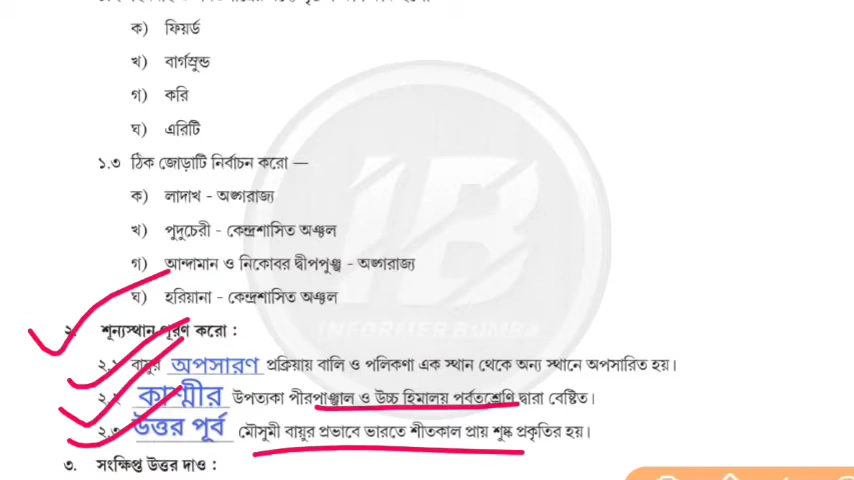 ক) ফিয়র্ড
খ) বার্গস্রুন্ড
গ) করি
ঘ) এরিটি
১.৩ ঠিক জোড়াটি নির্বাচন করো —
ক) লাদাখ - অঙ্গরাজ্য
খ) পুদুচেরী - কেন্দ্রশাসিত অঞ্চল
গ) আন্দামান ও নিকোবর দ্বীপপুঞ্জ - অঙ্গরাজ্য
ঘ) হরিয়ানা - কেন্দ্রশাসিত অঞ্চল
INFORMER BUMBA
২. শূন্যস্থান পূরণ করো :
২.১ বায়ুর অপসারণ প্রক্রিয়ায় বালি ও পলিকণা এক স্থান থেকে অন্য স্থানে অপসারিত হয়।
২.২ কাশ্মীর উপত্যকা পীরপাঞ্জাল ও উচ্চ হিমালয় পর্বতশ্রেণি দ্বারা বেষ্টিত।
২.৩ উত্তর পূর্ব মৌসুমী বায়ুর প্রভাবে ভারতে শীতকাল প্রায় শুষ্ক প্রকৃতির হয়।
৩. সংক্ষিপ্ত উত্তর দাও :